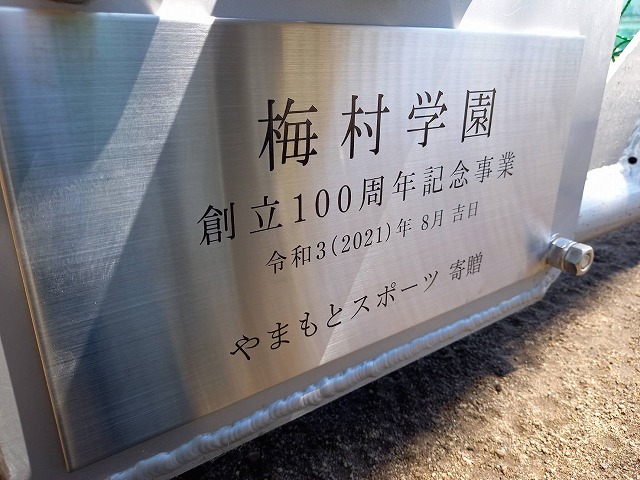 梅村学園
創立100周年記念事業
令和3(2021)年 8月 吉日
やまもとスポーツ 寄贈